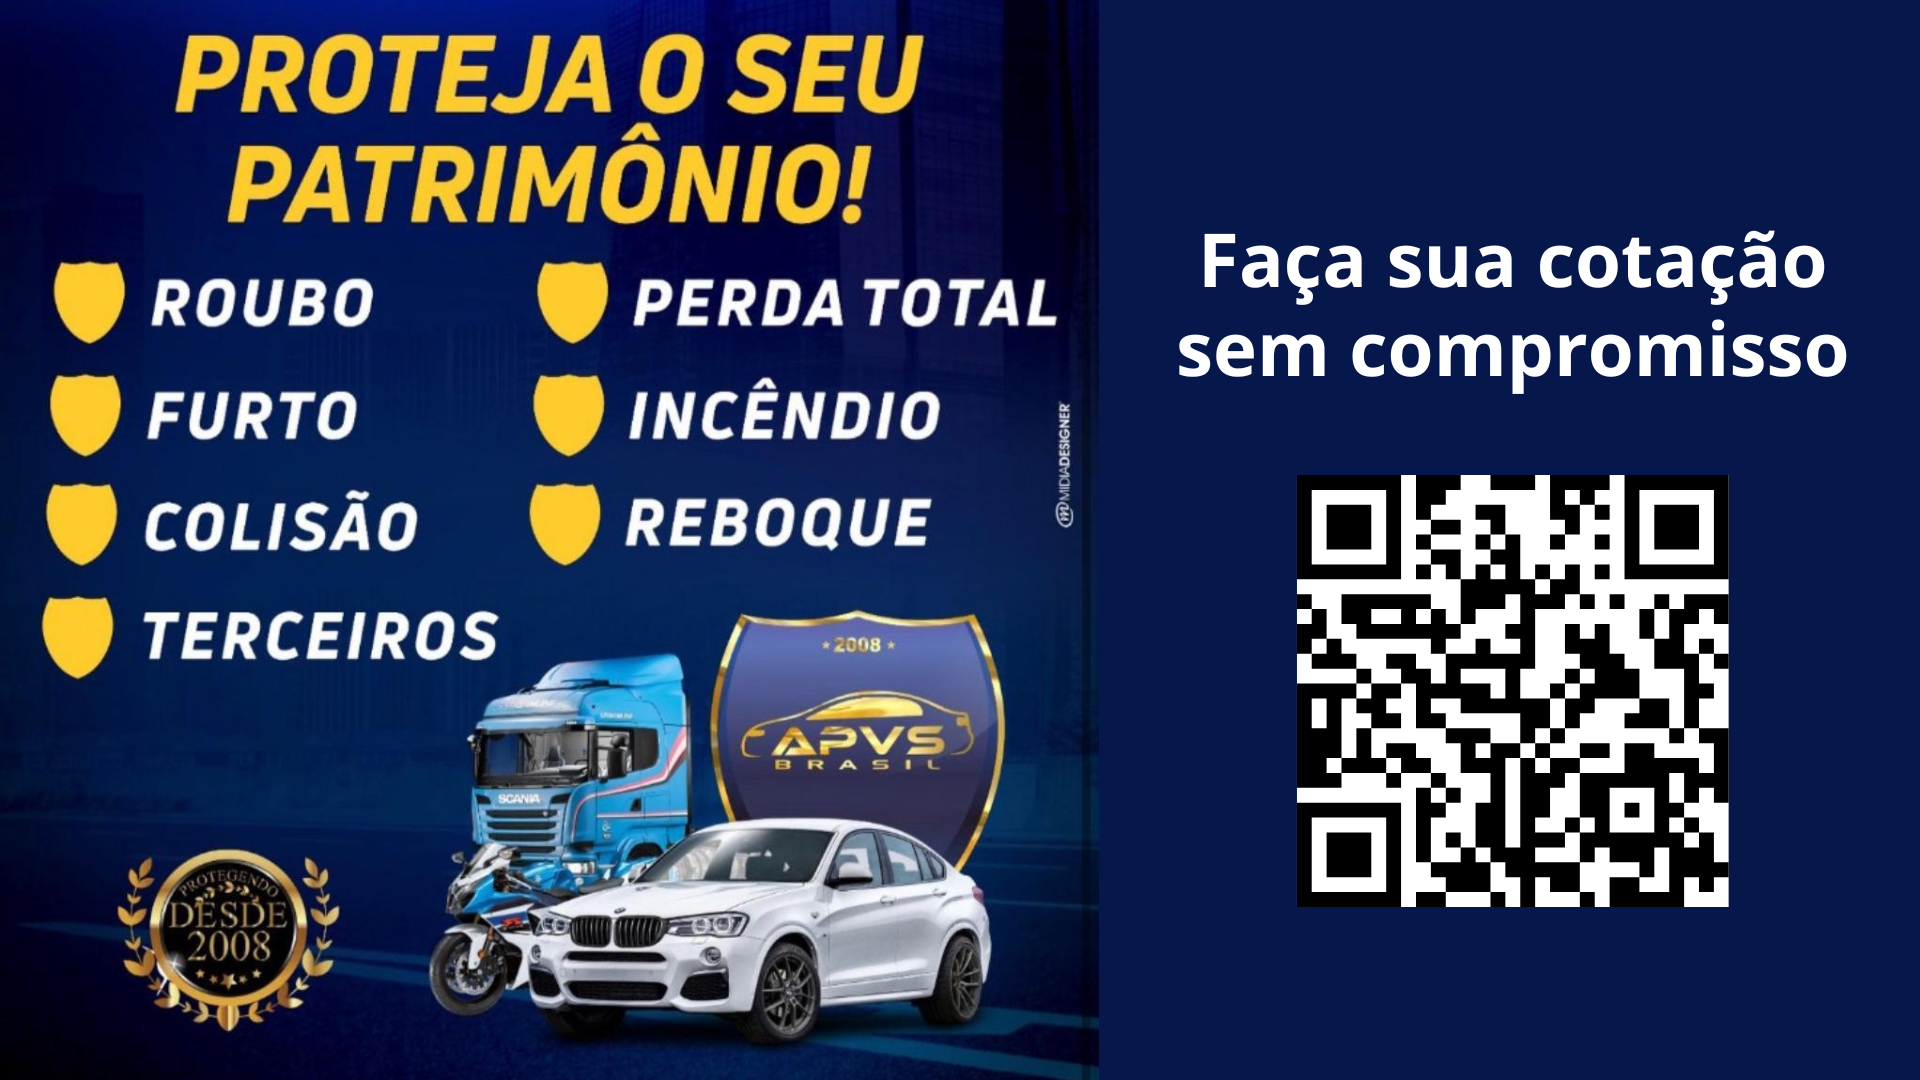 PROTEJA O SEU
PATRIMÔNIO!
ROUBO
PERDA TOTAL
FURTO
INCÊNDIO
COLISÃO
REBOQUE
TERCEIROS
MIDIADESIGNER
2008
APVS
BRASIL
SCANIA
PROTEGENDO
DESDE
2008
Faça sua cotação
sem compromisso